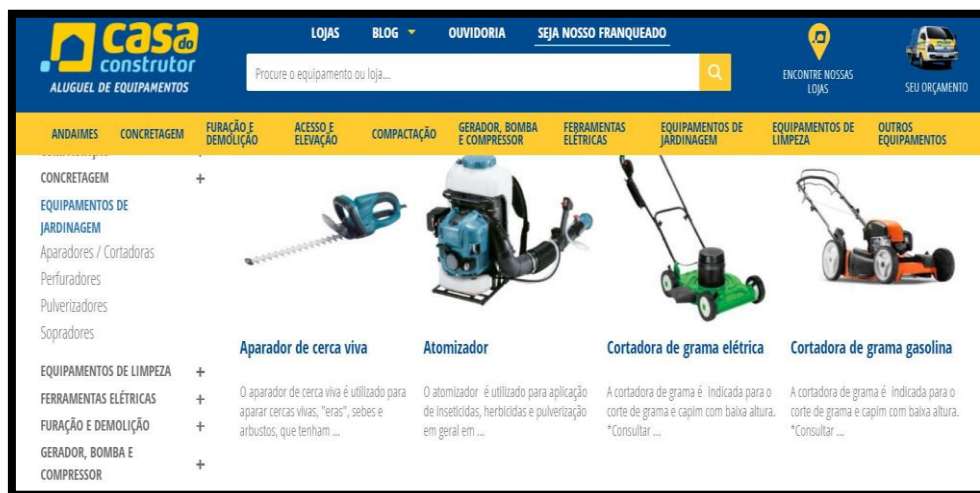 casa do
construtor
ALUGUEL DE EQUIPAMENTOS
LOJAS BLOG OUVIDORIA SEJA NOSSO FRANQUEADO
Procure o equipamento ou loja...
ENCONTRE NOSSAS
LOJAS
SEU ORÇAMENTO
ANDAIMES
CONCRETAGEM
FURAÇÃO E
DEMOLIÇÃO
ACESSO E
ELEVAÇÃO
COMPACTAÇÃO
GERADOR, BOMBA
E COMPRESSOR
FERRAMENTAS
ELÉTRICAS
EQUIPAMENTOS DE
JARDINAGEM
EQUIPAMENTOS DE
LIMPEZA
OUTROS
EQUIPAMENTOS
CONCRETAGEM +
EQUIPAMENTOS DE
JARDINAGEM
Aparadores / Cortadoras
Perfuradores
Pulverizadores
Sopradores
EQUIPAMENTOS DE LIMPEZA +
FERRAMENTAS ELÉTRICAS +
FURAÇÃO E DEMOLIÇÃO +
GERADOR, BOMBA E
COMPRESSOR +
Aparador de cerca viva
O aparador de cerca viva é utilizado para
aparar cercas vivas, "eras", sebes e
arbustos, que tenham ...
Atomizador
O atomizador é utilizado para aplicação
de inseticidas, herbicidas e pulverização
em geral em ...
Cortadora de grama elétrica
A cortadora de grama é indicada para o
corte de grama e capim com baixa altura.
*Consultar ...
Cortadora de grama gasolina
A cortadora de grama é indicada para o
corte de grama e capim com baixa altura.
*Consultar ...